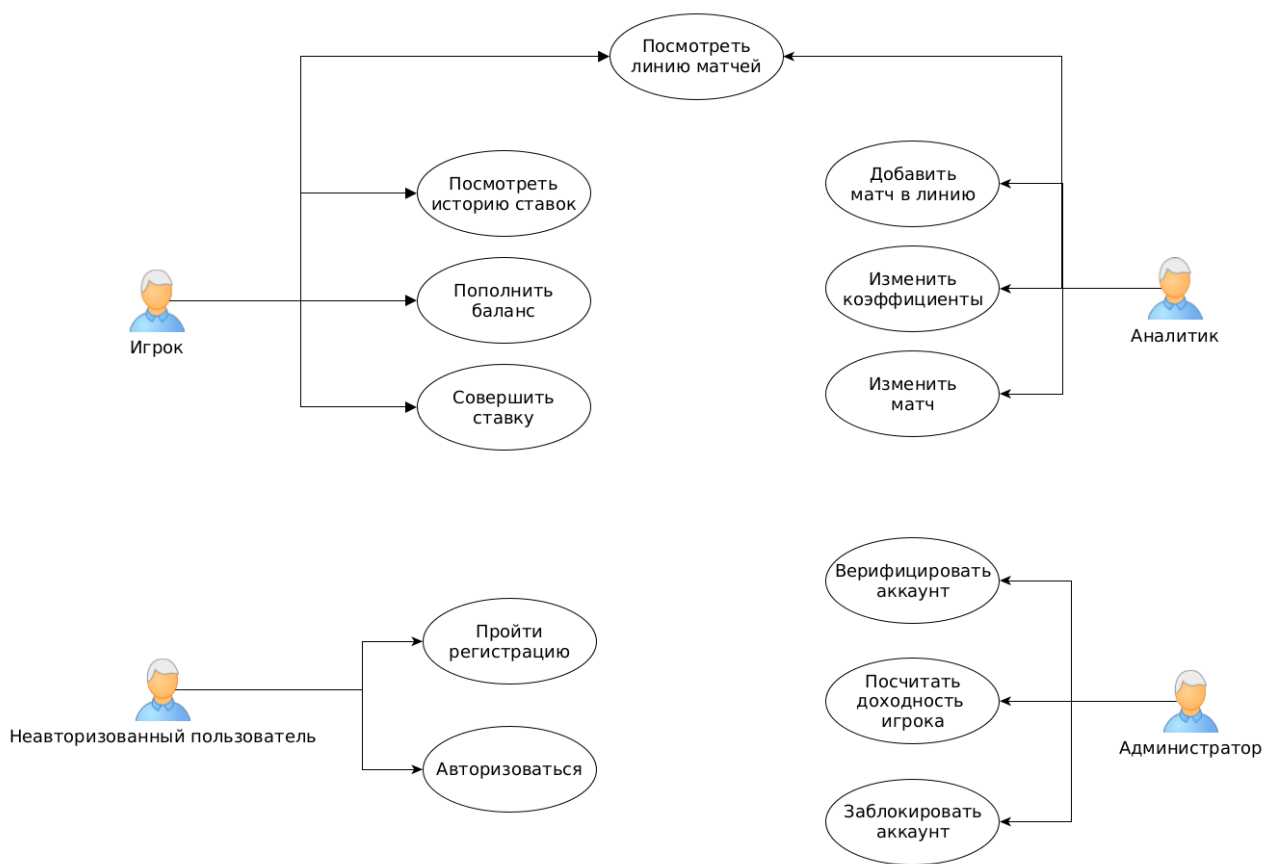 Посмотреть
линию матчей
Посмотреть
историю ставок
Добавить
матч в линию
Пополнить
баланс
Изменить
коэффициенты
Игрок
Аналитик
Совершить
ставку
Изменить
матч
Верифицировать
аккаунт
Пройти
регистрацию
Посчитать
доходность
игрока
Неавторизованный пользователь
Администратор
Авторизоваться
Заблокировать
аккаунт